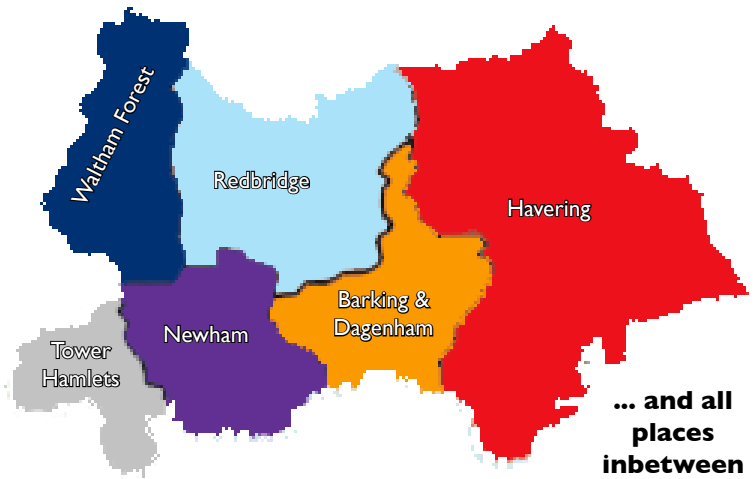 Waltham Forest
Redbridge
Havering
Barking &
Dagenham
Newham
Tower
Hamlets
... and all
places
inbetween